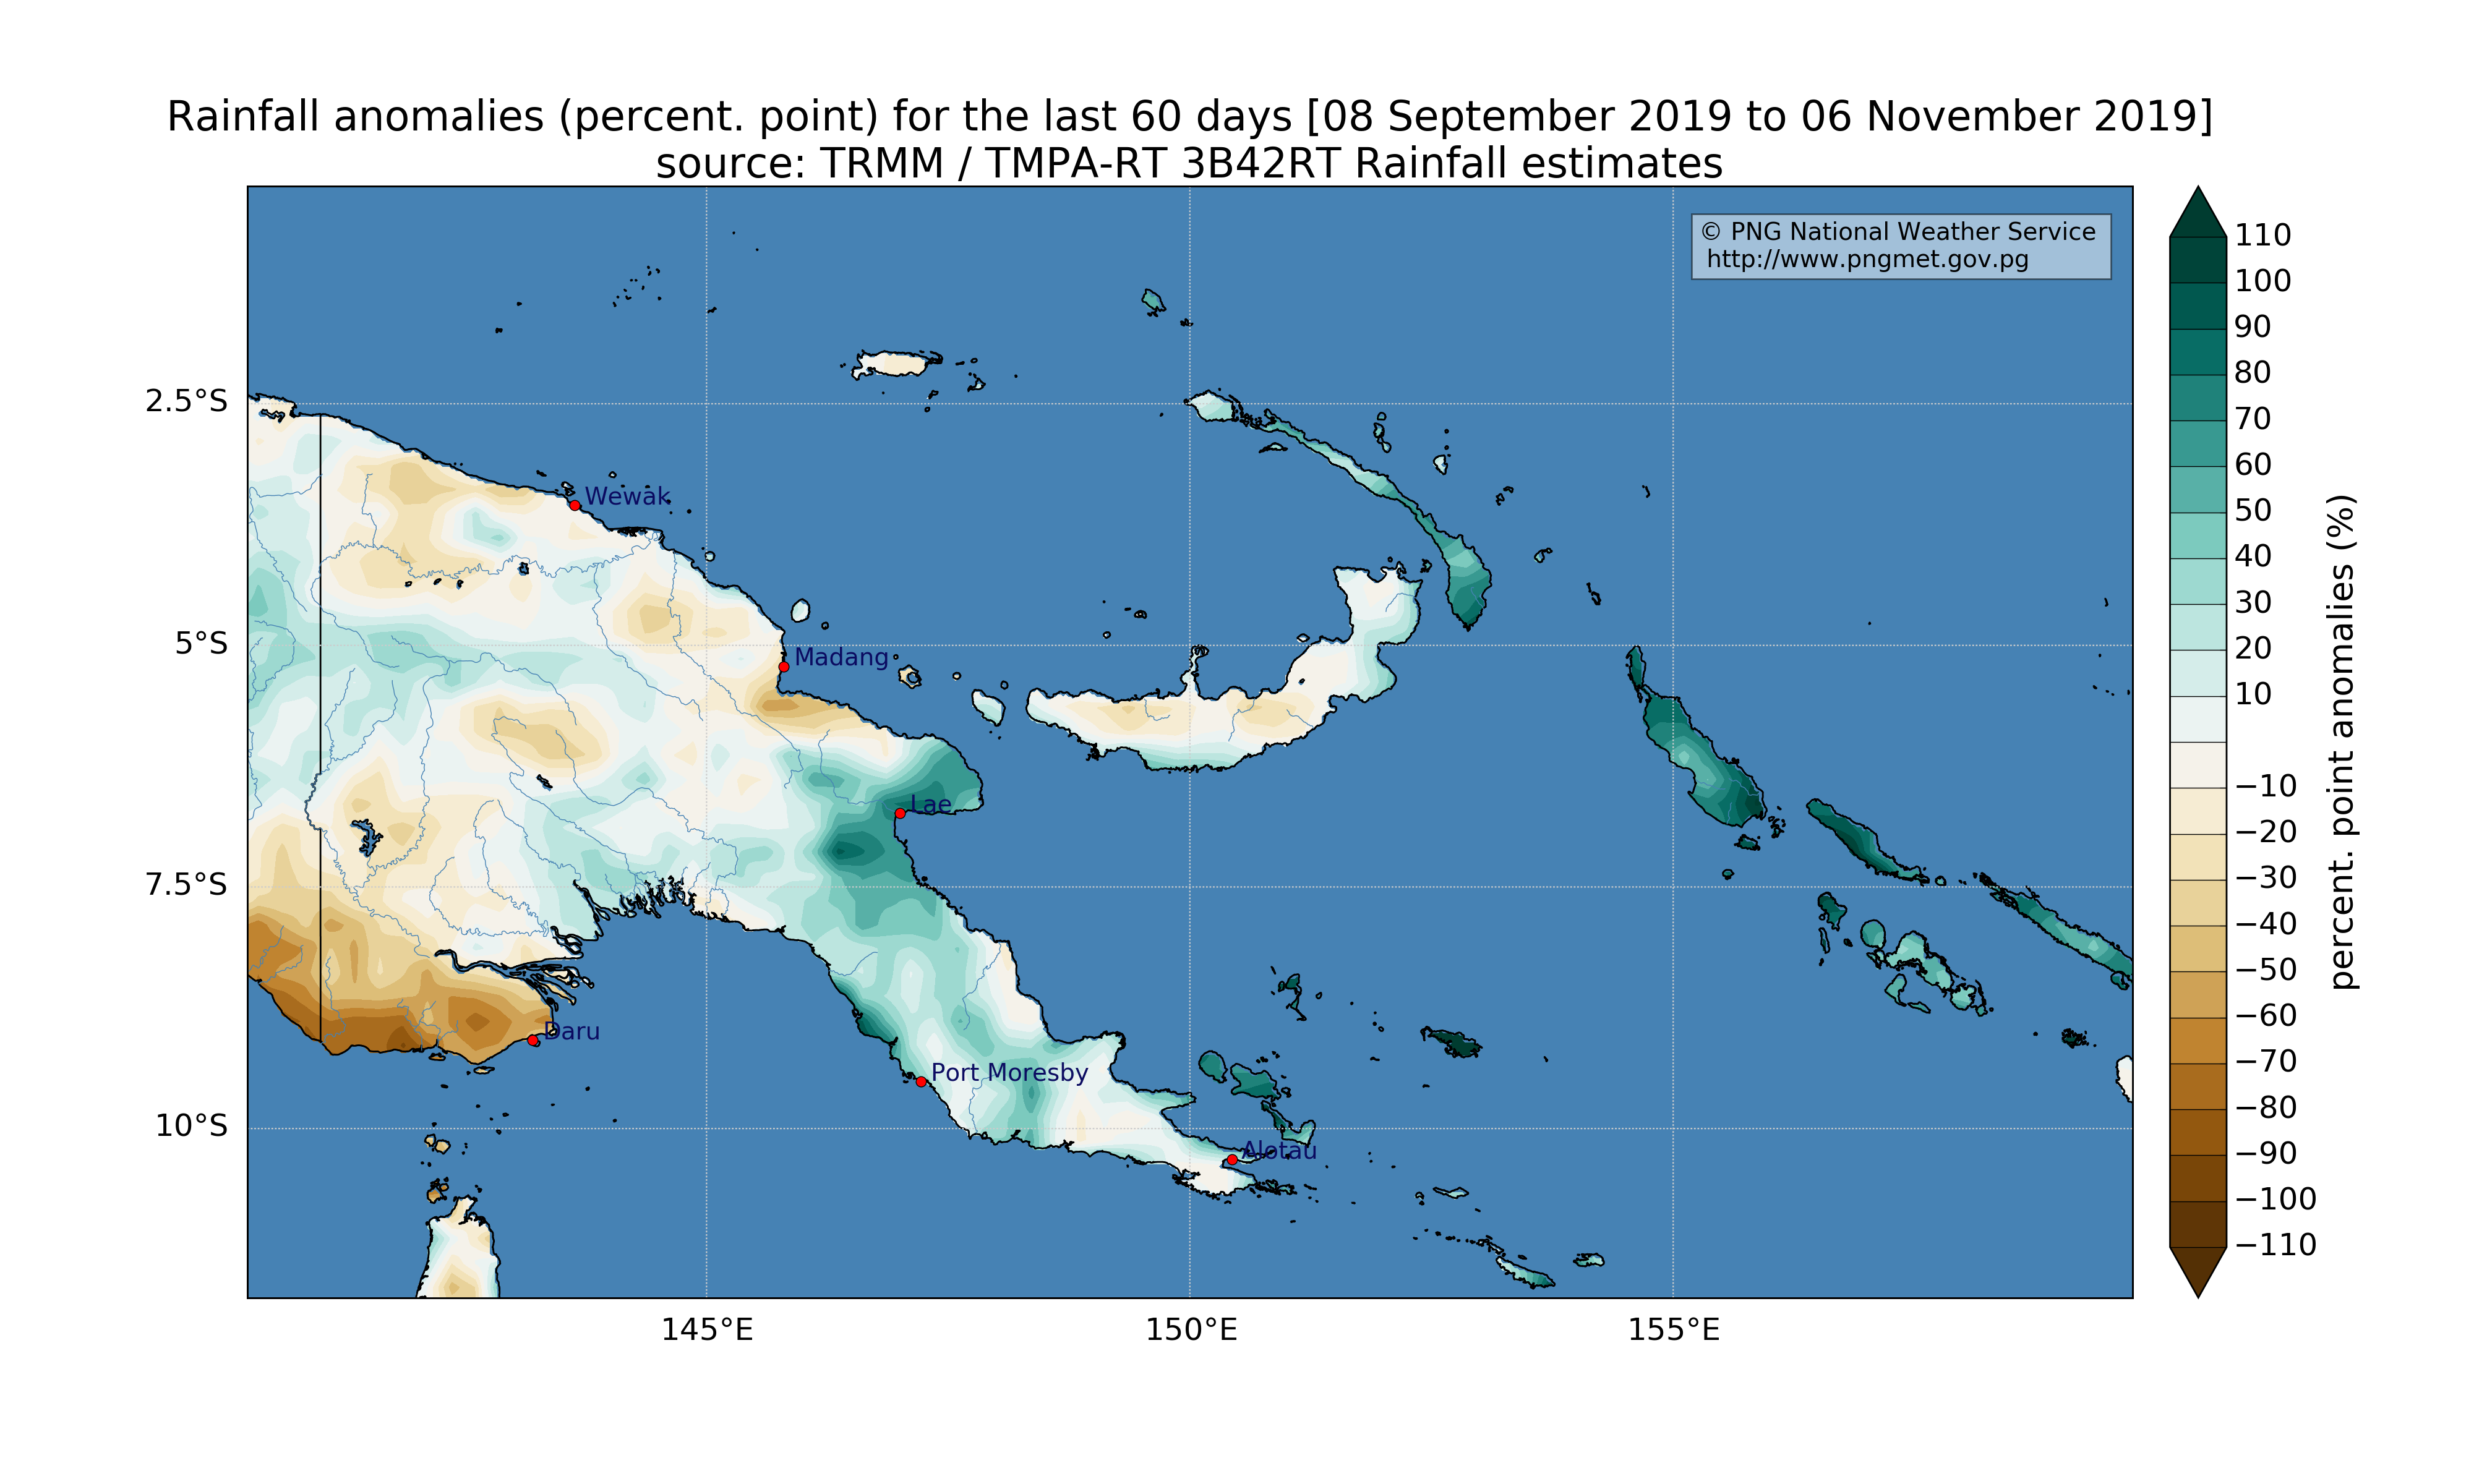 Rainfall anomalies (percent. point) for the last 60 days [08 September 2019 to 06 November 2019]
source: TRMM / TMPA-RT 3B42RT Rainfall estimates
© PNG National Weather Service
http://www.pngmet.gov.pg
2.5°S
5°S
7.5°S
10°S
145°E
150°E
155°E
Wewak
Madang
Lae
Daru
Port Moresby
Alotau
110
100
90
80
70
60
50
40
30
20
10
−10
−20
−30
−40
−50
−60
−70
−80
−90
−100
−110
percent. point anomalies (%)